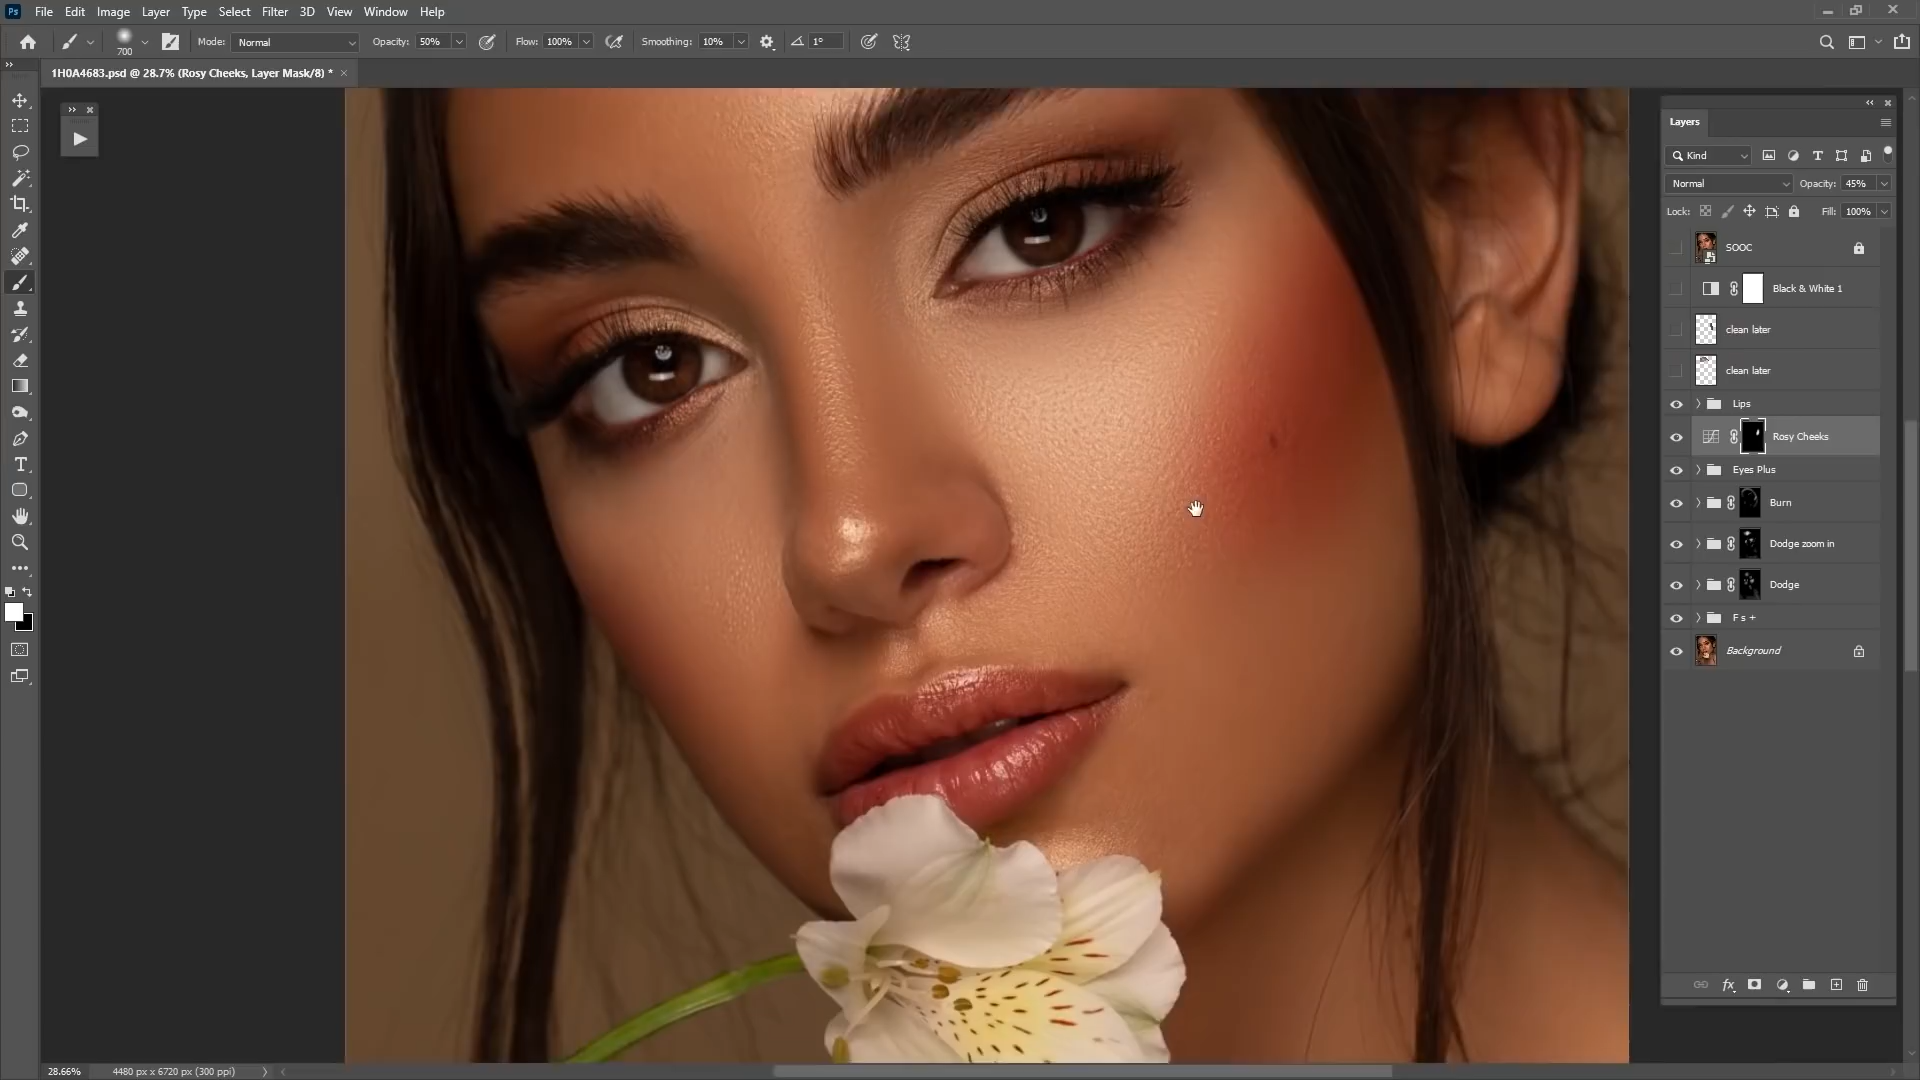 Ps File Edit Image Layer Type Select Filter 3D View Window Help
700 Mode: Normal Opacity: 50% Flow: 100% Smoothing: 10% 1°
1H0A4683.psd @ 28.7% (Rosy Cheeks, Layer Mask/8) *
Layers
Kind
Normal Opacity: 45%
Lock: Fill: 100%
SOOC
Black & White 1
clean later
clean later
Lips
Rosy Cheeks
Eyes Plus
Burn
Dodge zoom in
Dodge
F s +
Background
fx
28.66% 4480 px x 6720 px (300 ppi)